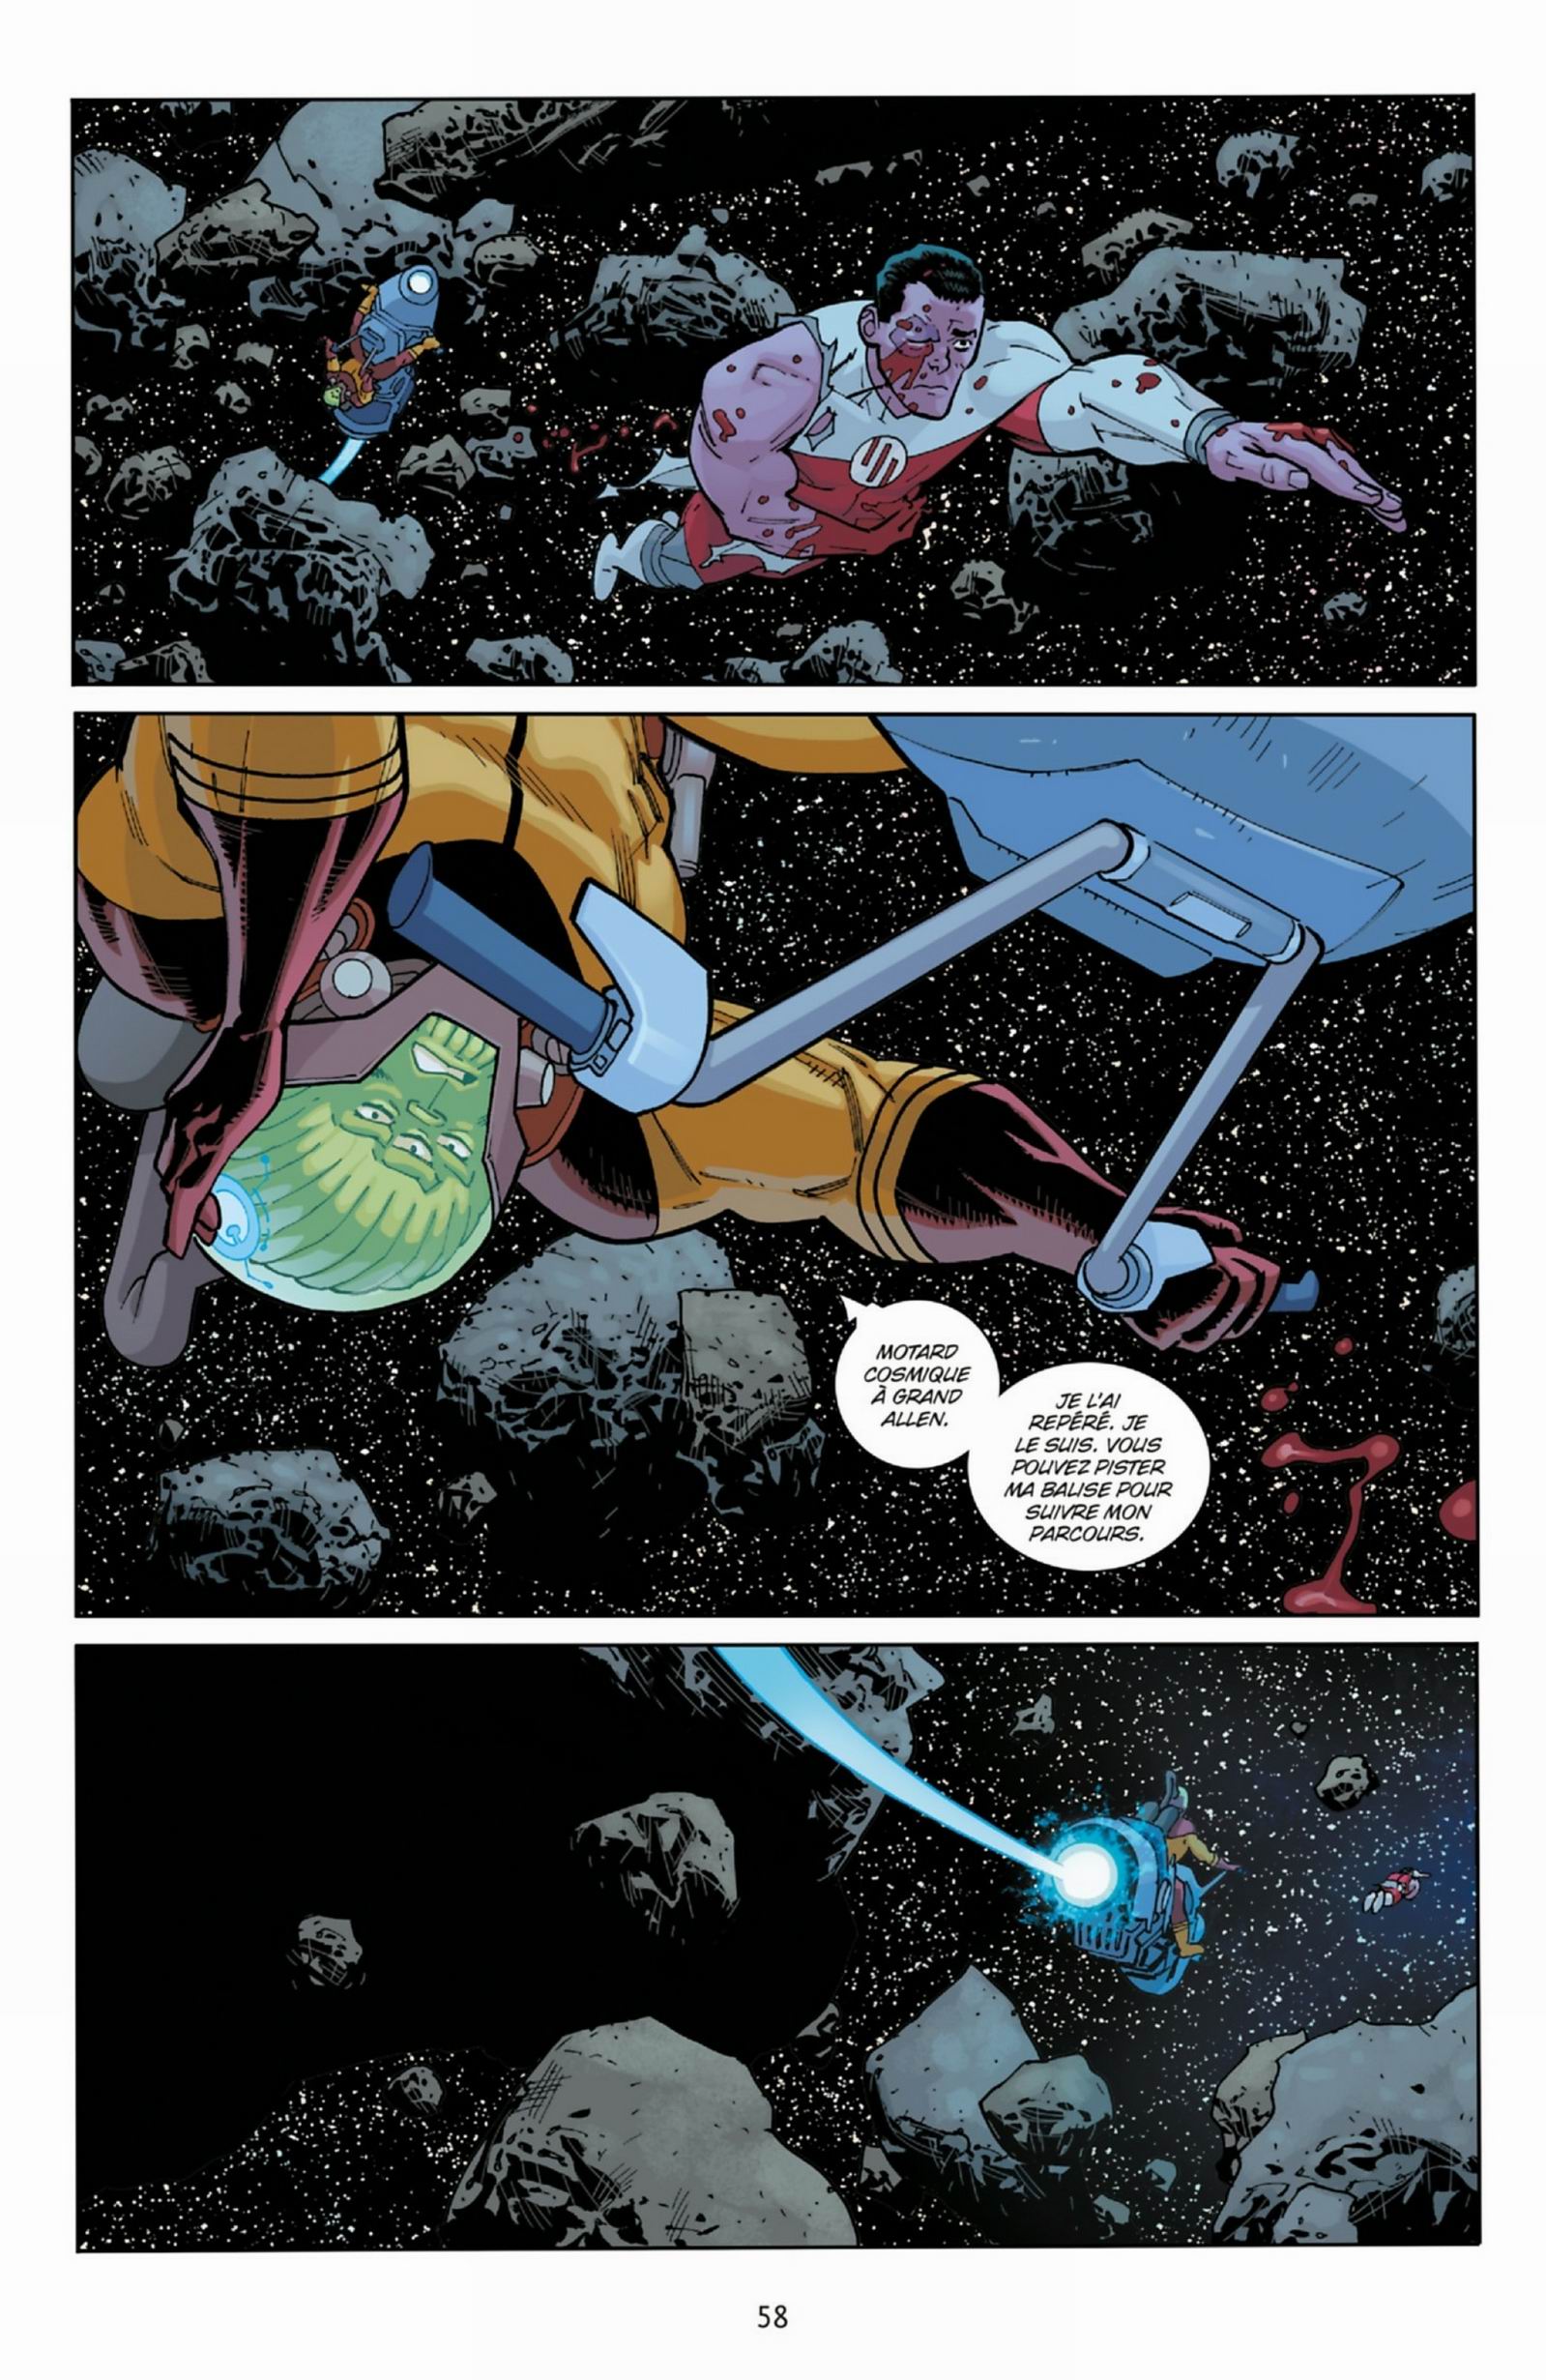 MOTARD
COSMIQUE
À GRAND
ALLEN.
JE L'AI
REPÉRÉ. JE
LE SUIS. VOUS
POUVEZ PISTER
MA BALISE POUR
SUIVRE MON
PARCOURS.
58